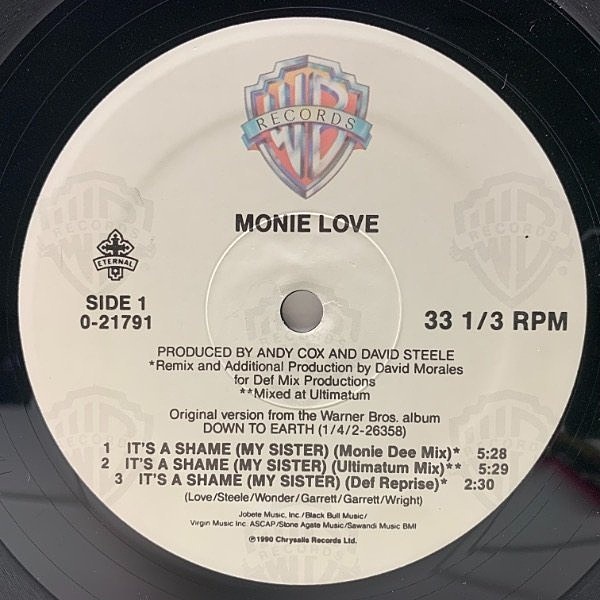 RECORDS
MONIE LOVE
ETERNAL
SIDE 1
0-21791
33 1/3 RPM
PRODUCED BY ANDY COX AND DAVID STEELE
*Remix and Additional Production by David Morales
for Def Mix Productions
**Mixed at Ultimatum
Original version from the Warner Bros. album
DOWN TO EARTH (1/4/2-26358)
1 IT'S A SHAME (MY SISTER) (Monie Dee Mix)* 5:28
2 IT'S A SHAME (MY SISTER) (Ultimatum Mix)** 5:29
3 IT'S A SHAME (MY SISTER) (Def Reprise)* 2:30
(Love/Steele/Wonder/Garrett/Garrett/Wright)
Jobete Music, Inc./Black Bull Music/
Virgin Music Inc. ASCAP/Stone Agate Music/Sawandi Music BMI
℗1990 Chrysalis Records Ltd.